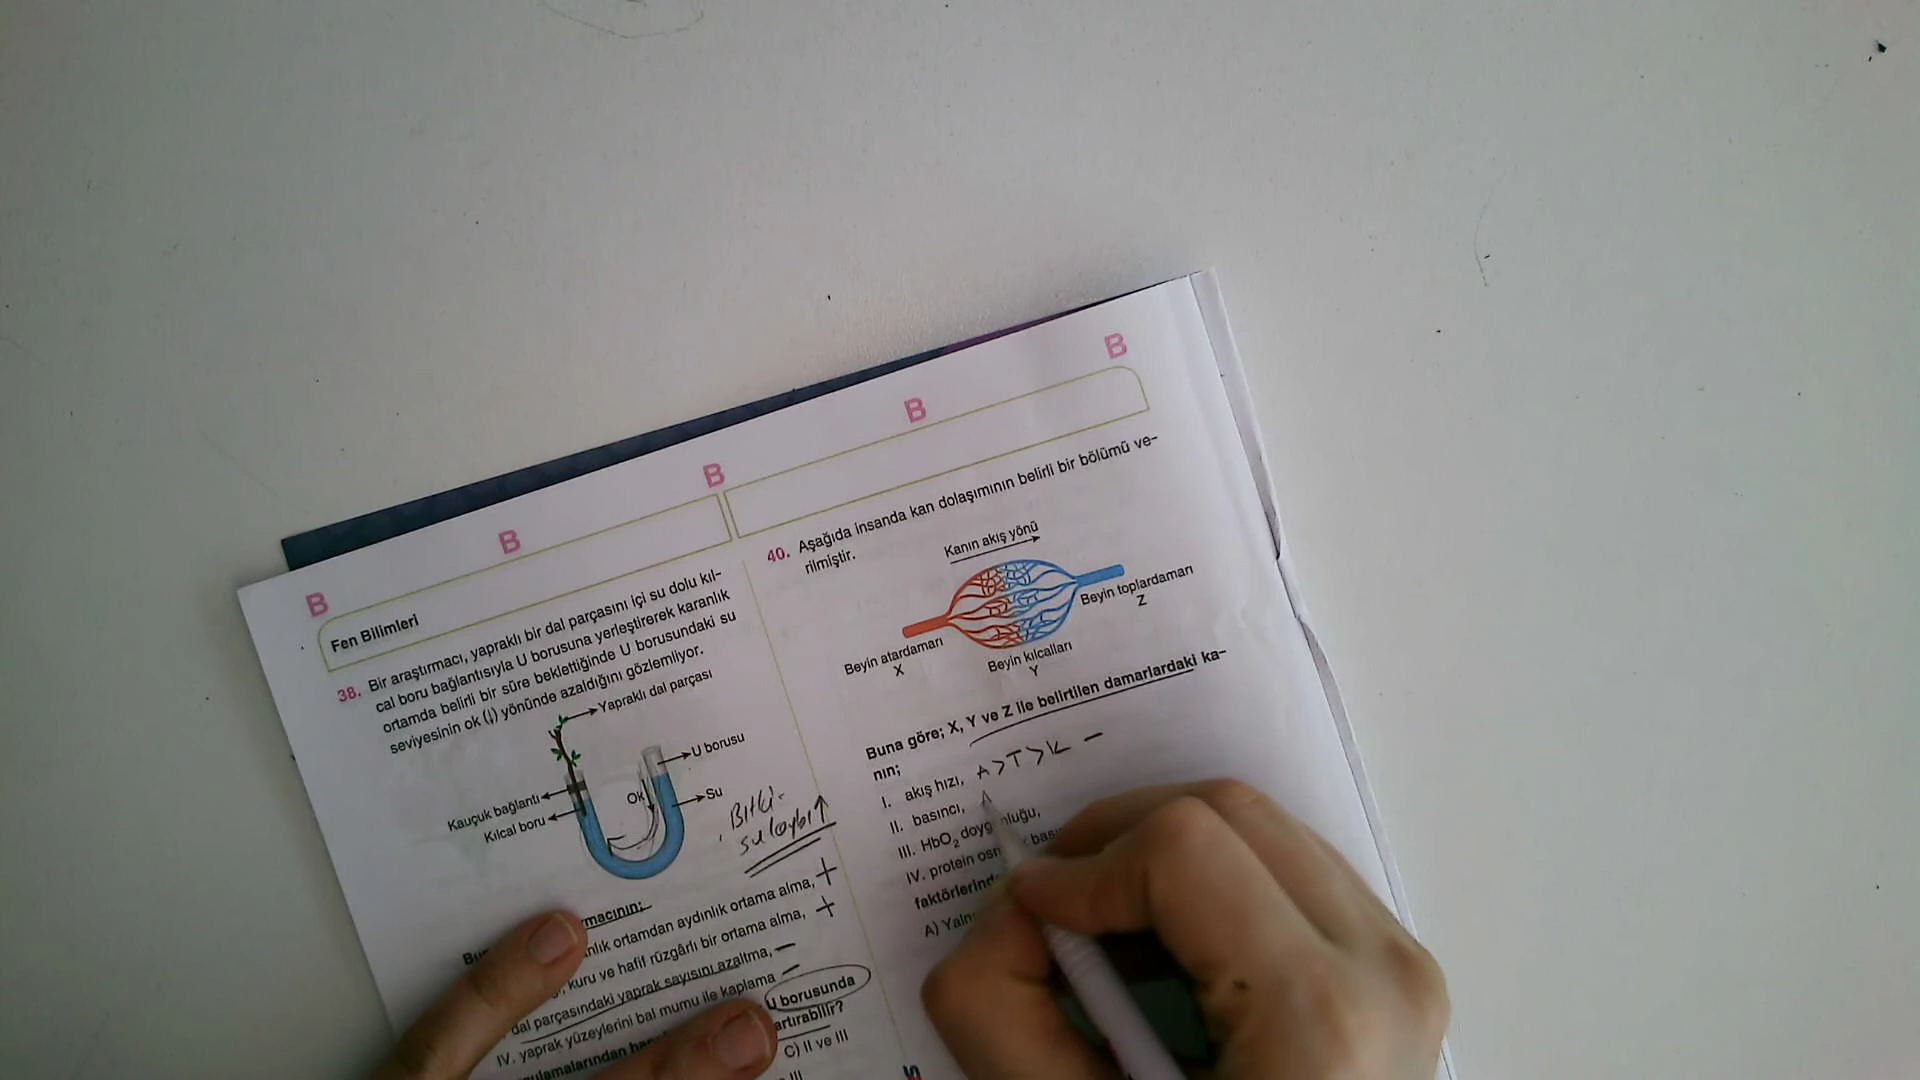 B
B
B
B
Fen Bilimleri
38. Bir araştırmacı, yapraklı bir dal parçasını içi su dolu kıl-
cal boru bağlantısıyla U borusuna yerleştirerek karanlık
ortamda belirli bir süre beklettiğinde U borusundaki su
seviyesinin ok (↓) yönünde azaldığını gözlemliyor.
Yapraklı dal parçası
U borusu
Ok
Su
Kauçuk bağlantı
Kılcal boru
Bitki
su kaybı ↑
rmacının;
nlık ortamdan aydınlık ortama alma, +
, kuru ve hafif rüzgârlı bir ortama alma, +
dal parçasındaki yaprak sayısını azaltma, –
IV. yaprak yüzeylerini bal mumu ile kaplama –
U borusunda
artırabilir?
C) II ve III
B
40. Aşağıda insanda kan dolaşımının belirli bir bölümü ve-
rilmiştir.
Kanın akış yönü
Beyin toplardamarı
Z
Beyin atardamarı
X
Beyin kılcalları
Y
Buna göre; X, Y ve Z ile belirtilen damarlardaki ka-
nın;
I. akış hızı, A > T > K –
II. basıncı, A
III. HbO₂ doyg nluğu,
IV. protein osm
A) Yaln